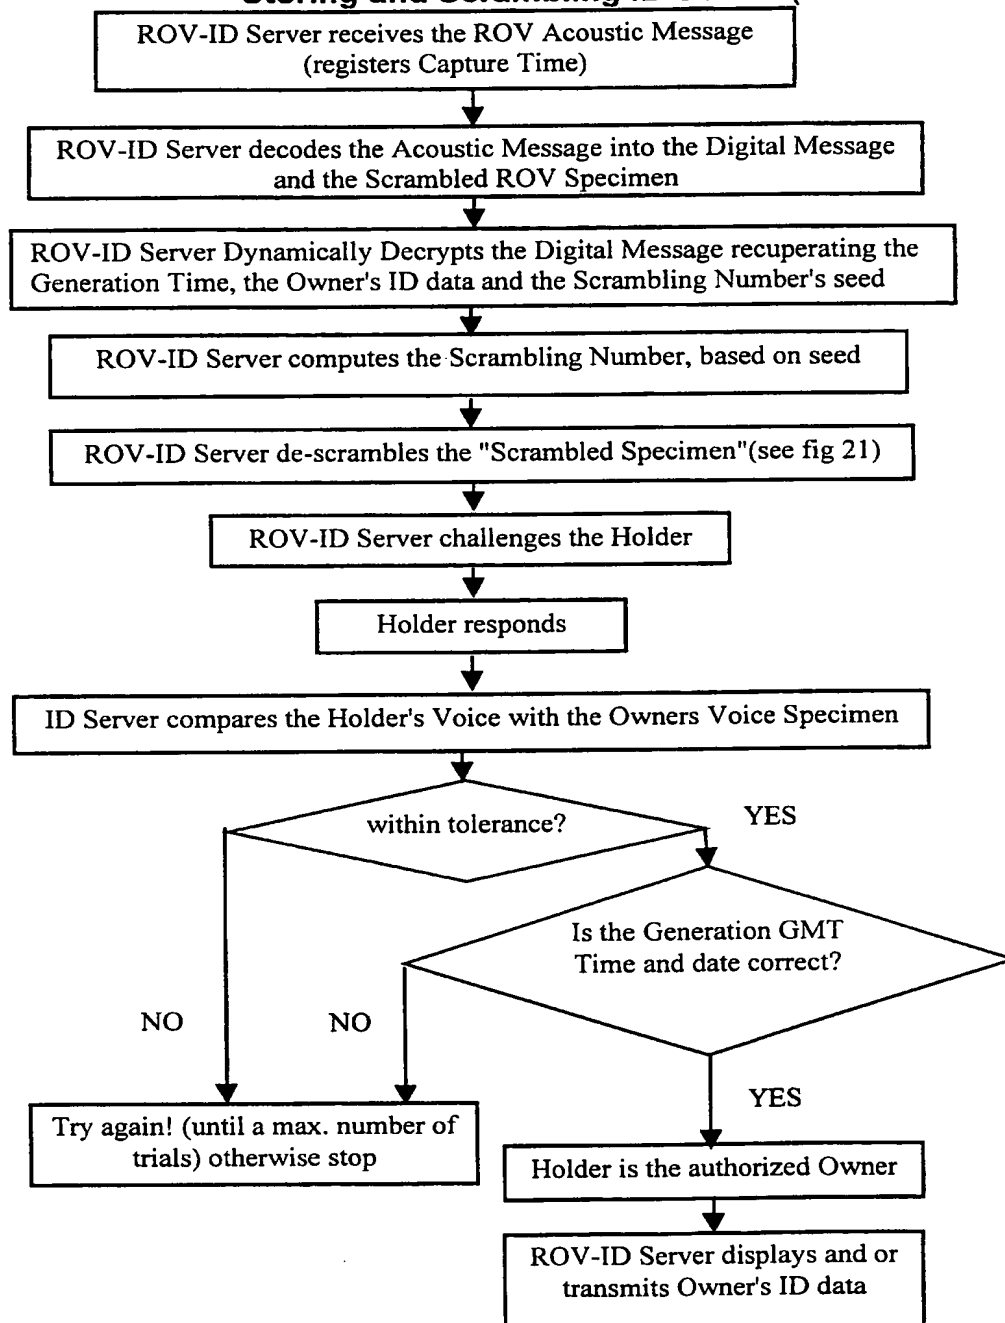 Storing and Scrambling
ROV-ID Server receives the ROV Acoustic Message
(registers Capture Time)
ROV-ID Server decodes the Acoustic Message into the Digital Message
and the Scrambled ROV Specimen
ROV-ID Server Dynamically Decrypts the Digital Message recuperating the
Generation Time, the Owner's ID data and the Scrambling Number's seed
ROV-ID Server computes the Scrambling Number, based on seed
ROV-ID Server de-scrambles the "Scrambled Specimen"(see fig 21)
ROV-ID Server challenges the Holder
Holder responds
ID Server compares the Holder's Voice with the Owners Voice Specimen
within tolerance?
YES
Is the Generation GMT
Time and date correct?
NO
NO
YES
Try again! (until a max. number of
trials) otherwise stop
Holder is the authorized Owner
ROV-ID Server displays and or
transmits Owner's ID data